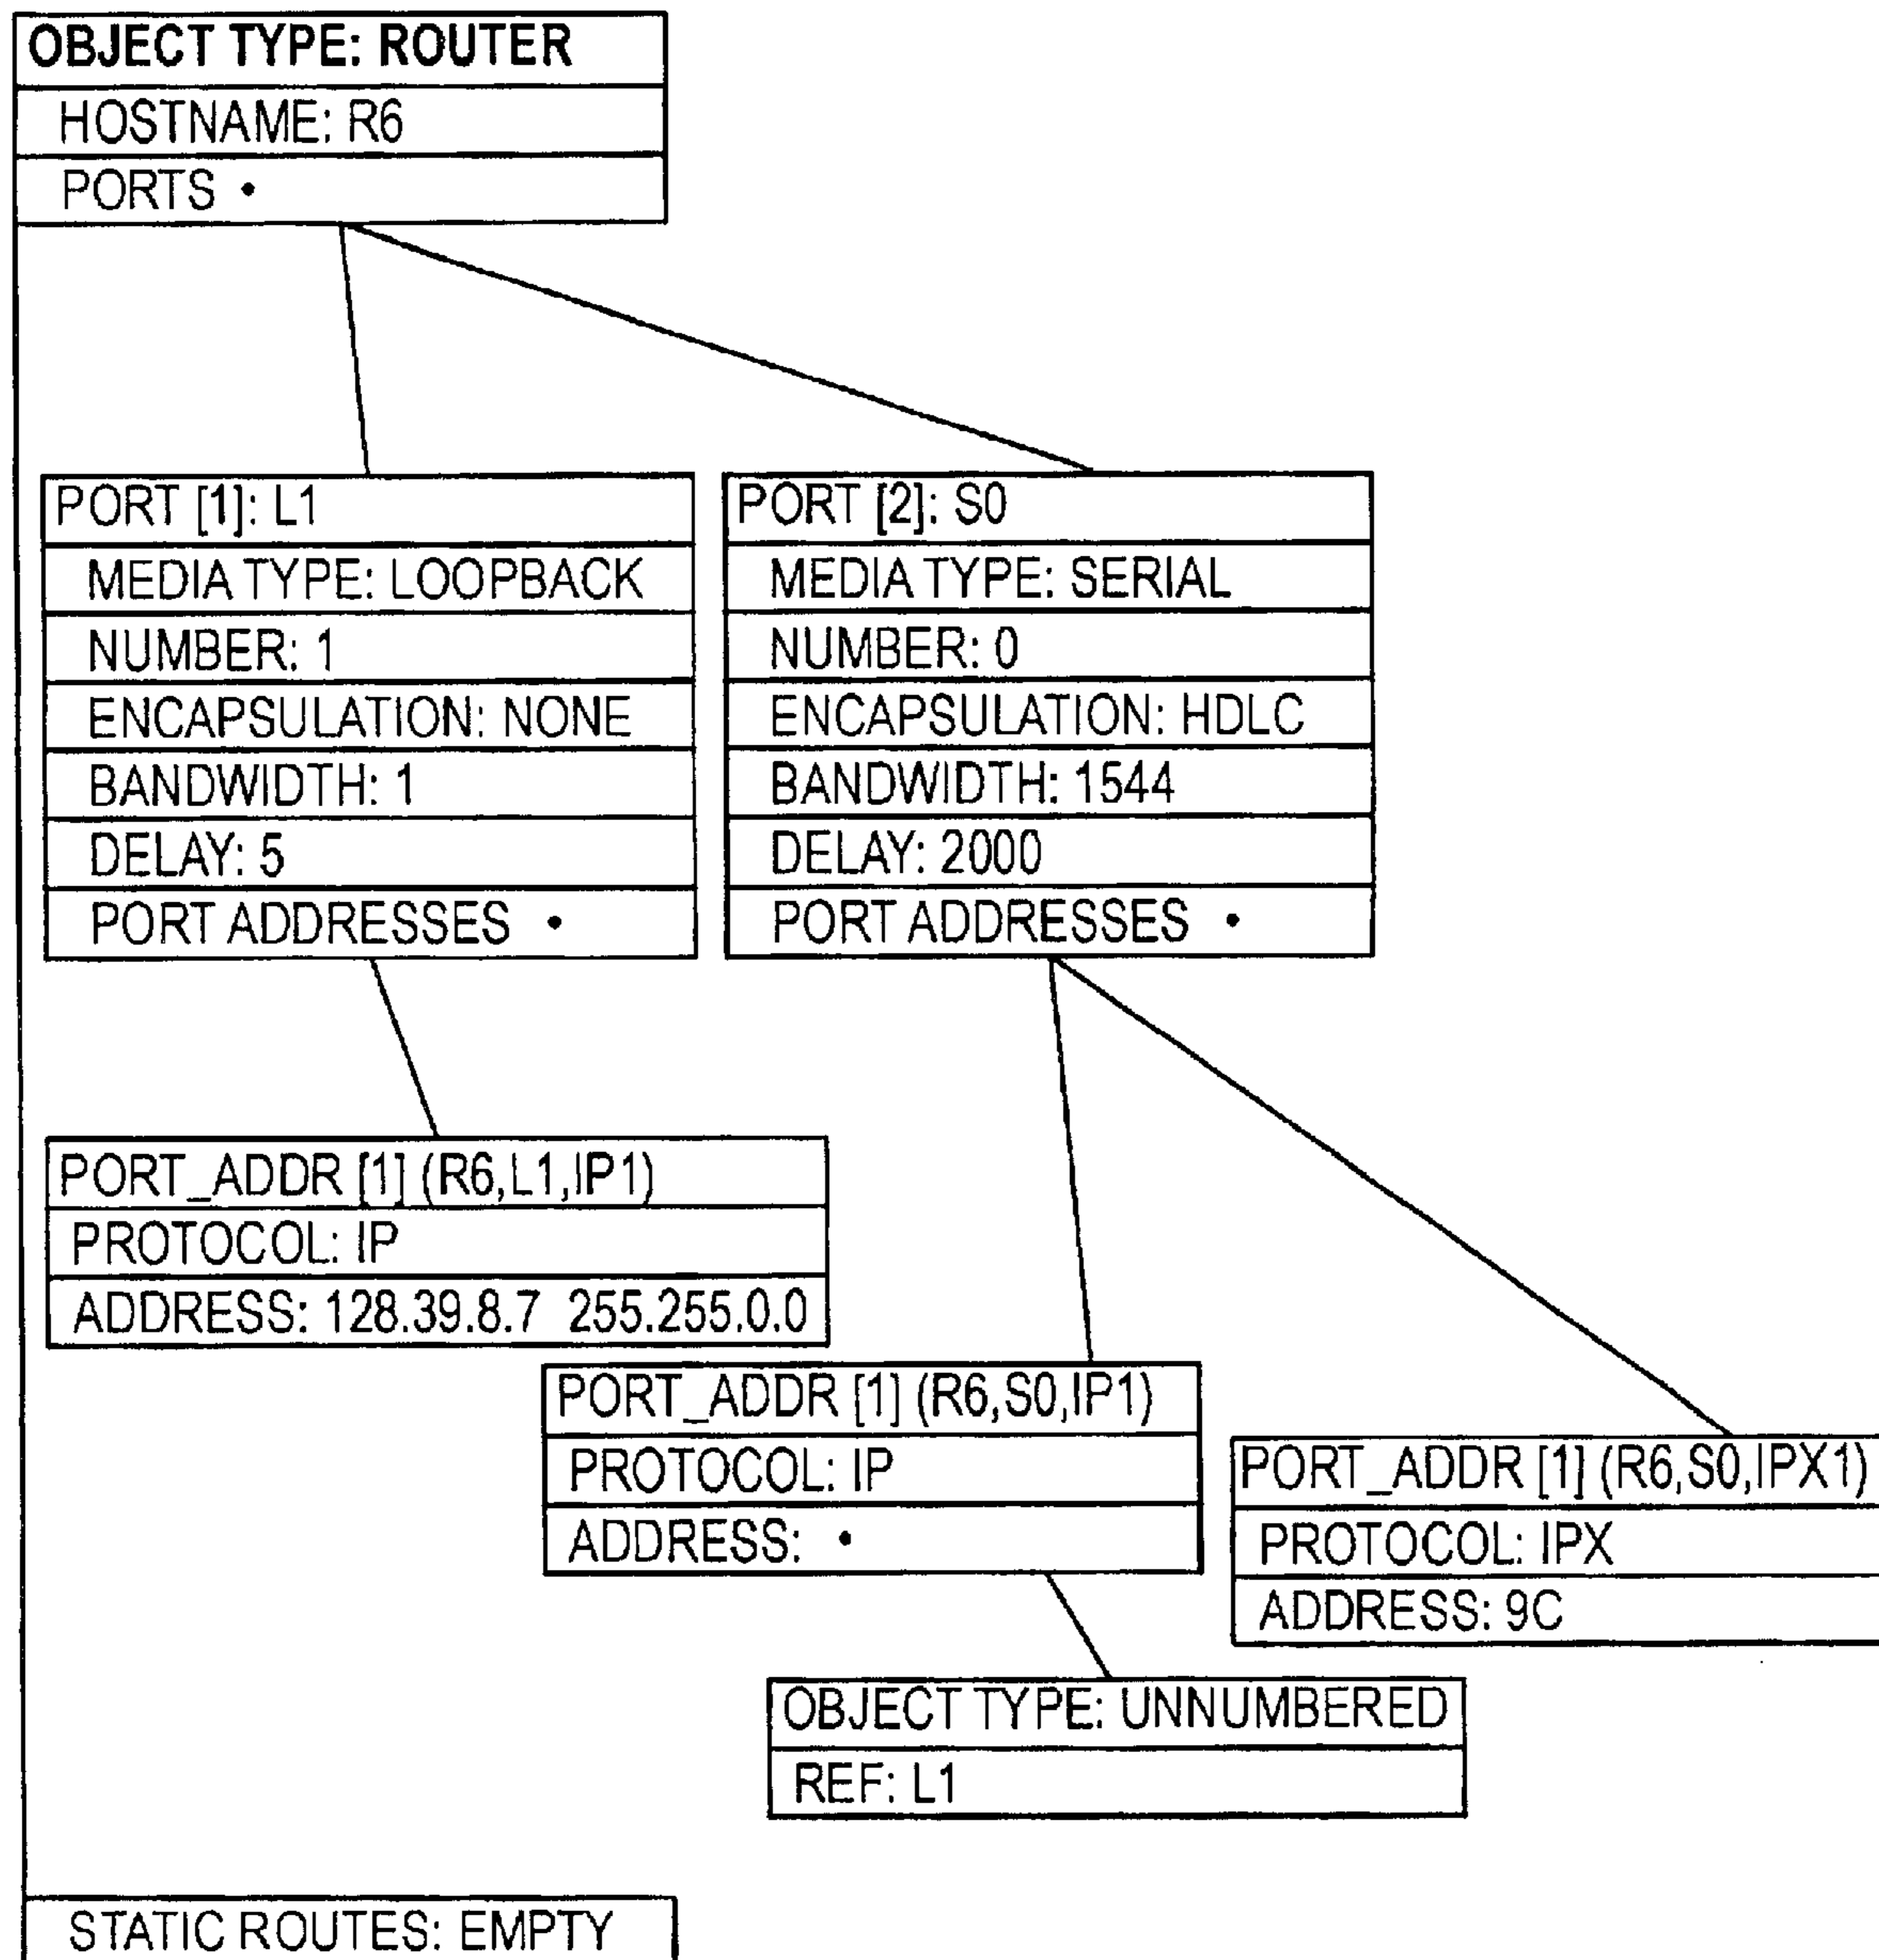 OBJECT TYPE: ROUTER
HOSTNAME: R6
PORTS •
PORT [1]: L1
MEDIA TYPE: LOOPBACK
NUMBER: 1
ENCAPSULATION: NONE
BANDWIDTH: 1
DELAY: 5
PORT ADDRESSES •
PORT [2]: S0
MEDIA TYPE: SERIAL
NUMBER: 0
ENCAPSULATION: HDLC
BANDWIDTH: 1544
DELAY: 2000
PORT ADDRESSES •
PORT_ADDR [1] (R6,L1,IP1)
PROTOCOL: IP
ADDRESS: 128.39.8.7 255.255.0.0
PORT_ADDR [1] (R6,S0,IP1)
PROTOCOL: IP
ADDRESS: •
PORT_ADDR [1] (R6,S0,IPX1)
PROTOCOL: IPX
ADDRESS: 9C
OBJECT TYPE: UNNUMBERED
REF: L1
STATIC ROUTES: EMPTY